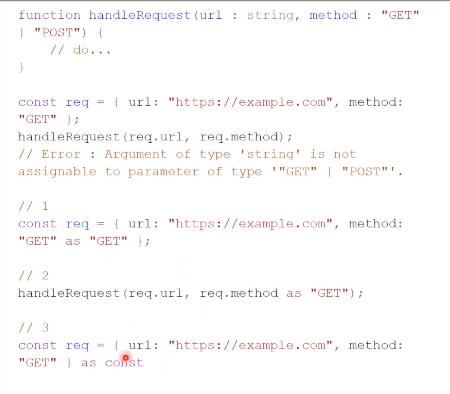 function handleRequest(url : string, method : "GET"
| "POST") {
// do...
}
const req = { url: "https://example.com", method:
"GET" };
handleRequest(req.url, req.method);
// Error : Argument of type 'string' is not
assignable to parameter of type '"GET" | "POST"'.
// 1
const req = { url: "https://example.com", method:
"GET" as "GET" };
// 2
handleRequest(req.url, req.method as "GET");
// 3
const req = { url: "https://example.com", method:
"GET" } as const